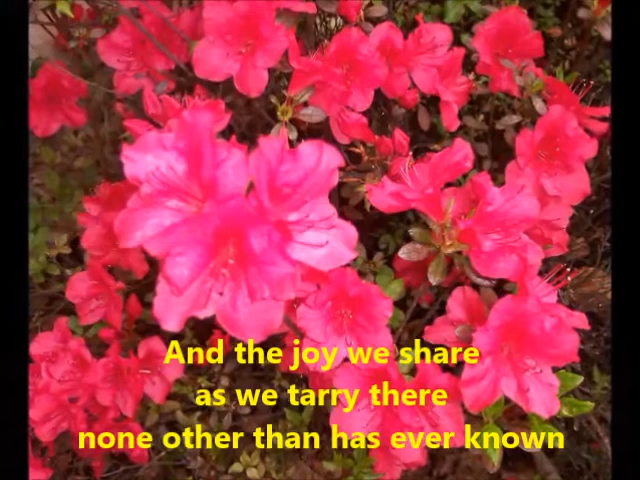 And the joy we share
as we tarry there
none other than has ever known